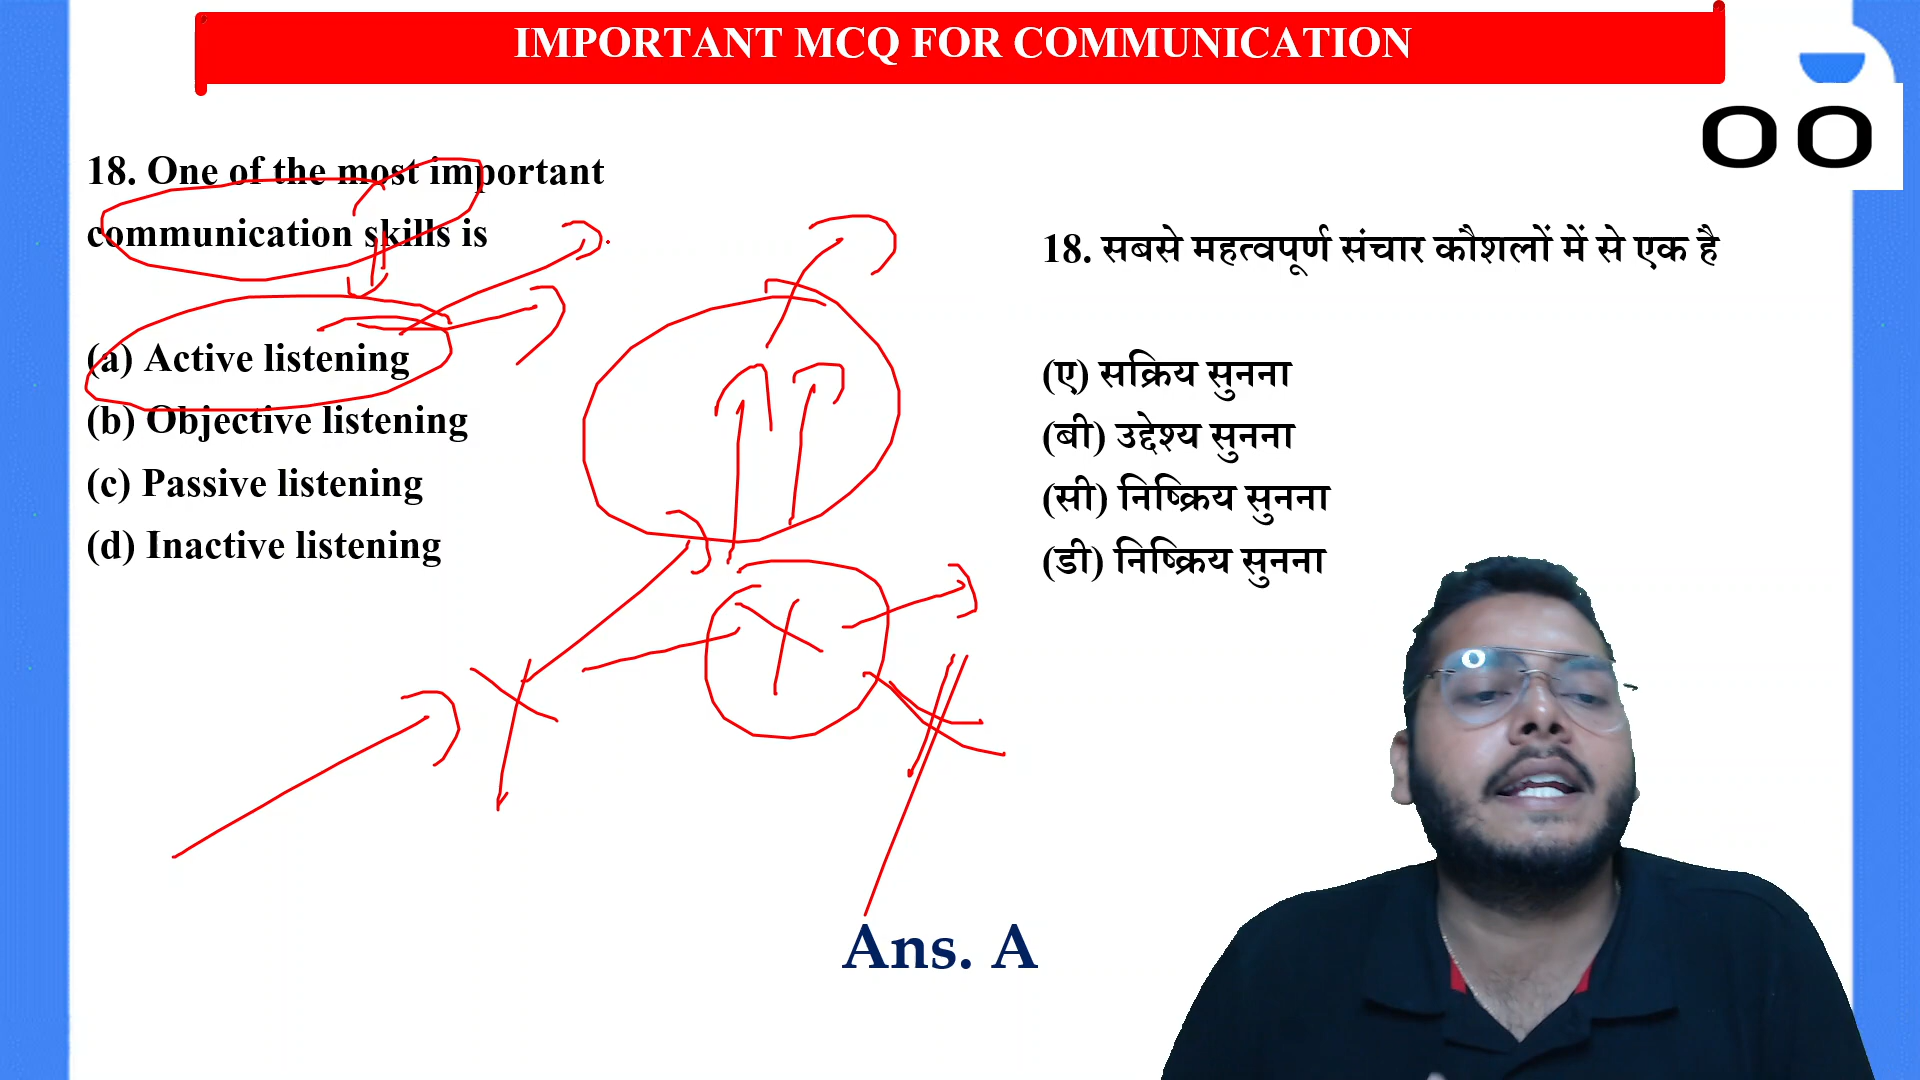 IMPORTANT MCQ FOR COMMUNICATION
18. One of the most important
communication skills is
(a) Active listening
(b) Objective listening
(c) Passive listening
(d) Inactive listening
18. सबसे महत्वपूर्ण संचार कौशलों में से एक है
(ए) सक्रिय सुनना
(बी) उद्देश्य सुनना
(सी) निष्क्रिय सुनना
(डी) निष्क्रिय सुनना
Ans. A